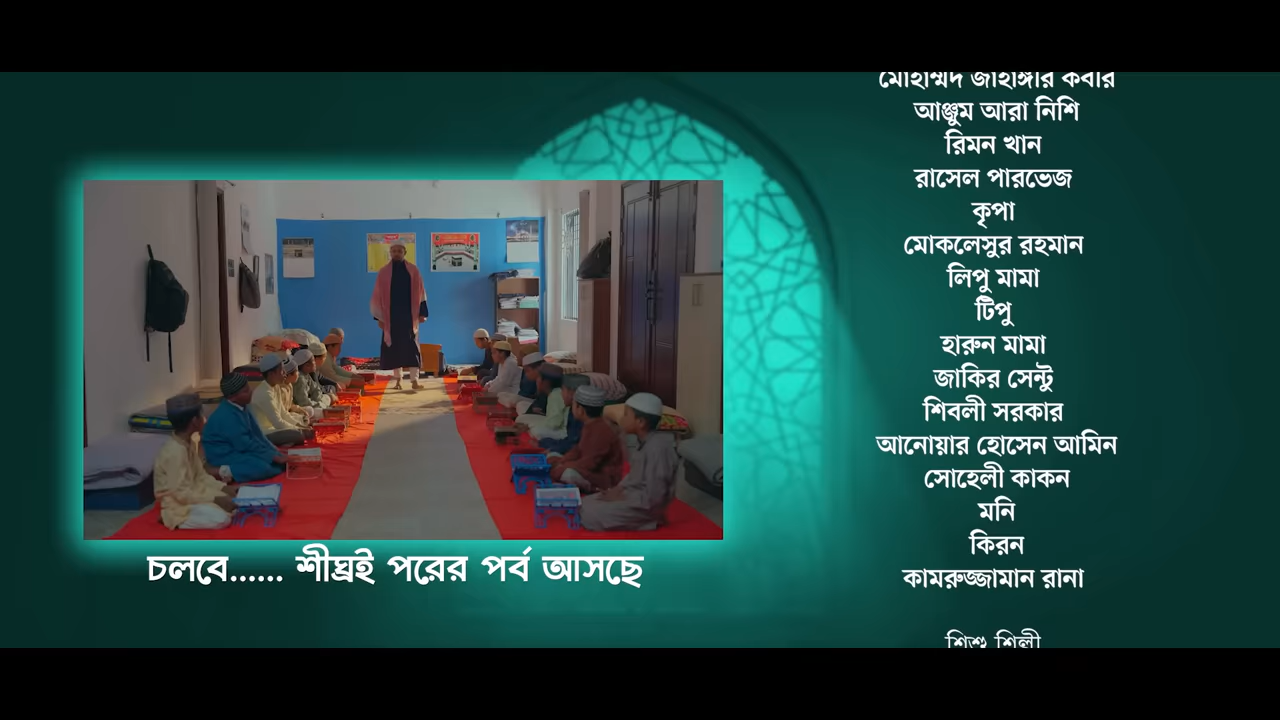 চলবে...... শীঘ্রই পরের পর্ব আসছে
মোহাম্মদ জাহাঙ্গীর কবীর
আঞ্জুম আরা নিশি
রিমন খান
রাসেল পারভেজ
কৃপা
মোকলেসুর রহমান
লিপু মামা
টিপু
হারুন মামা
জাকির সেন্টু
শিবলী সরকার
আনোয়ার হোসেন আমিন
সোহেলী কাকন
মনি
কিরন
কামরুজ্জামান রানা
শিশু শিল্পী